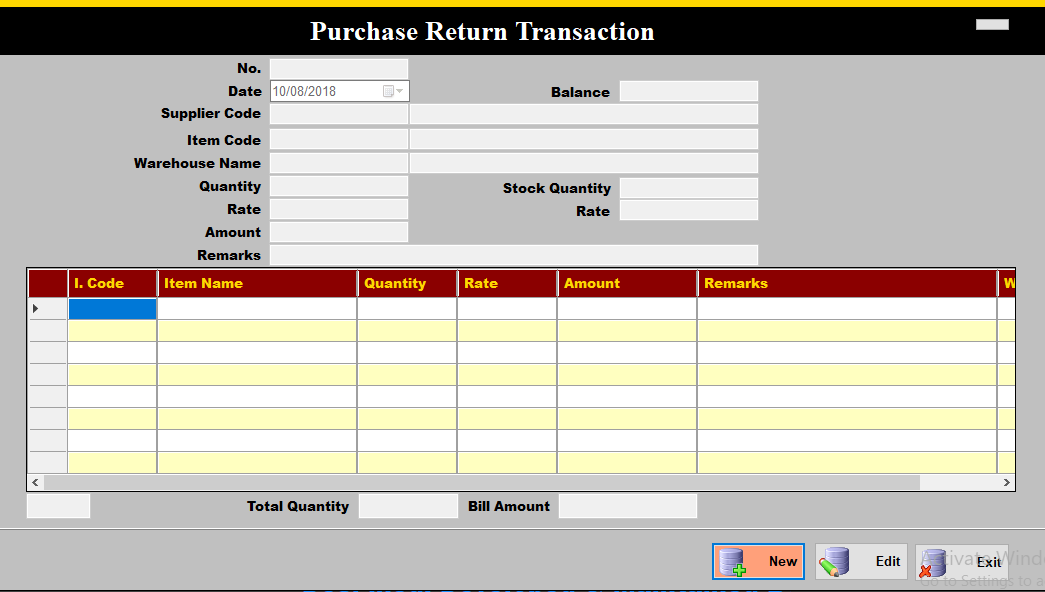 Purchase Return Transaction
No.
Date 10/08/2018 Balance
Supplier Code
Item Code
Warehouse Name
Quantity Stock Quantity
Rate Rate
Amount
Remarks
I. Code Item Name Quantity Rate Amount Remarks W
Total Quantity Bill Amount
New Edit Exit
Activate Wind
Go to Settings to a